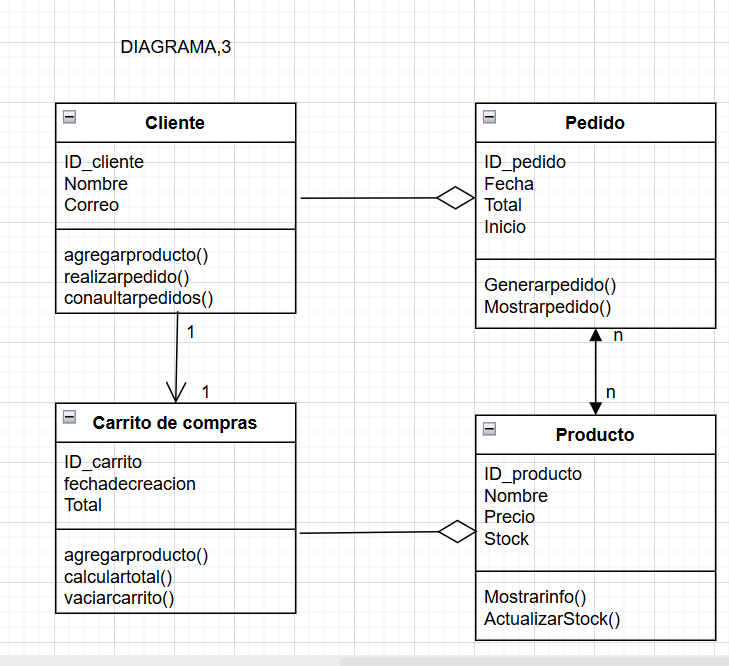 DIAGRAMA,3
Cliente
ID_cliente
Nombre
Correo
agregarproducto()
realizarpedido()
conaultarpedidos()
Pedido
ID_pedido
Fecha
Total
Inicio
Generarpedido()
Mostrarpedido()
1
1
n
n
Carrito de compras
ID_carrito
fechadecreacion
Total
agregarproducto()
calculartotal()
vaciarcarrito()
Producto
ID_producto
Nombre
Precio
Stock
Mostrarinfo()
ActualizarStock()